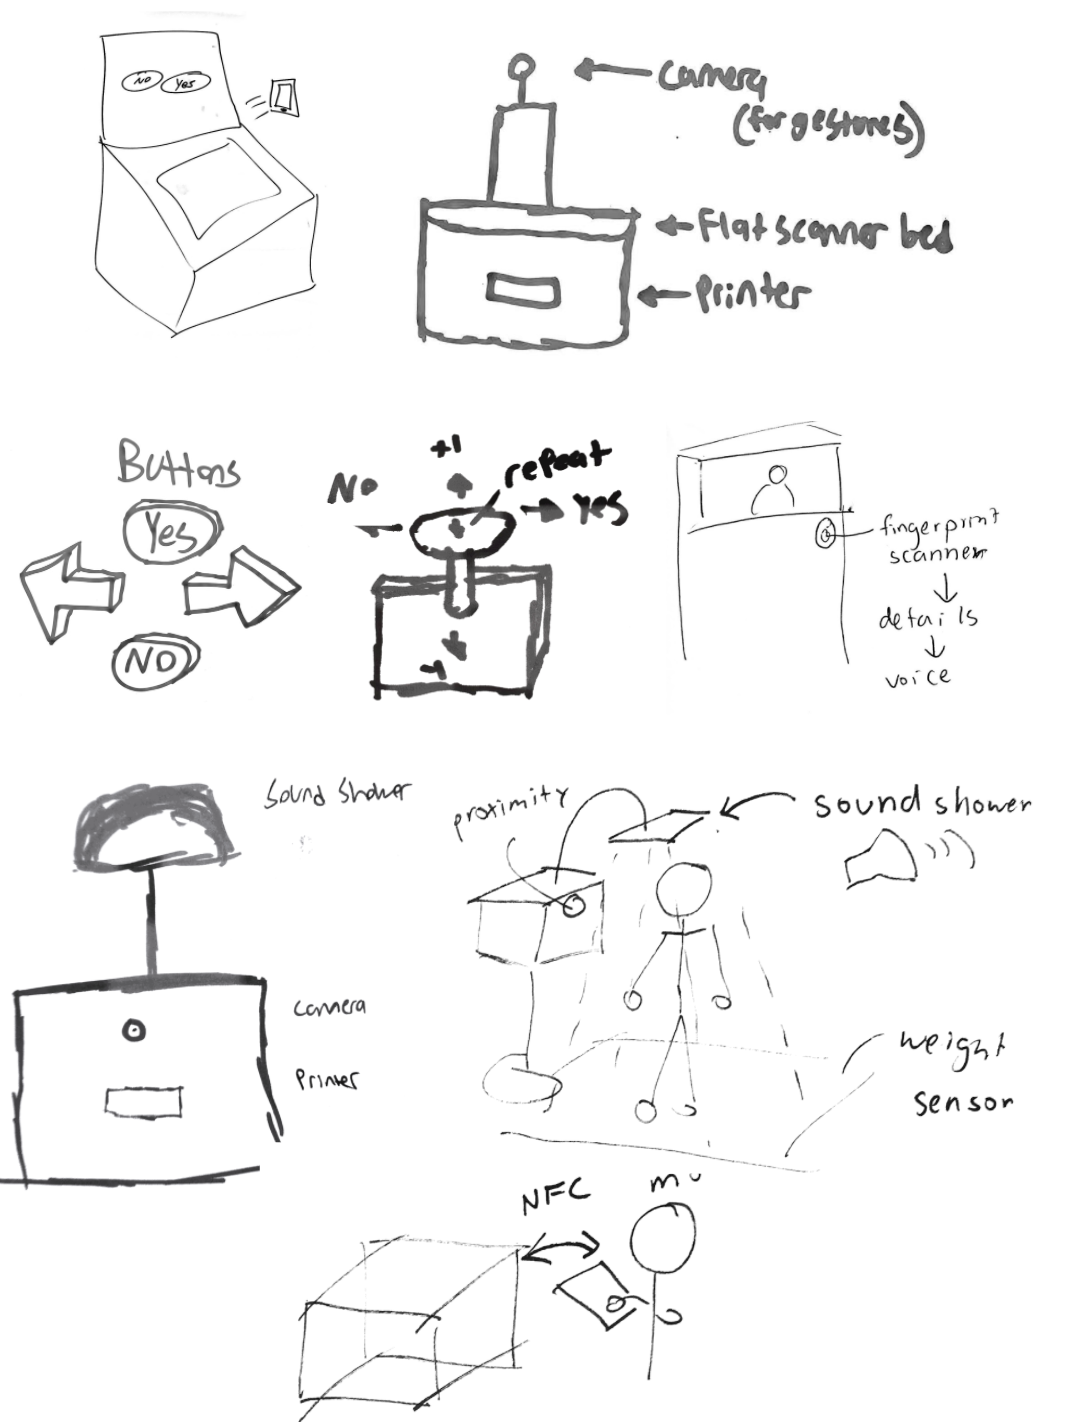 NO Yes
camera
(for gestures)
Flat scanner bed
Printer
Buttons
Yes
NO
+1
repeat
NO
Yes
-1
fingerprint
scanner
details
voice
Sound Shower
Camera
Printer
proximity
sound shower
weight
sensor
NFC